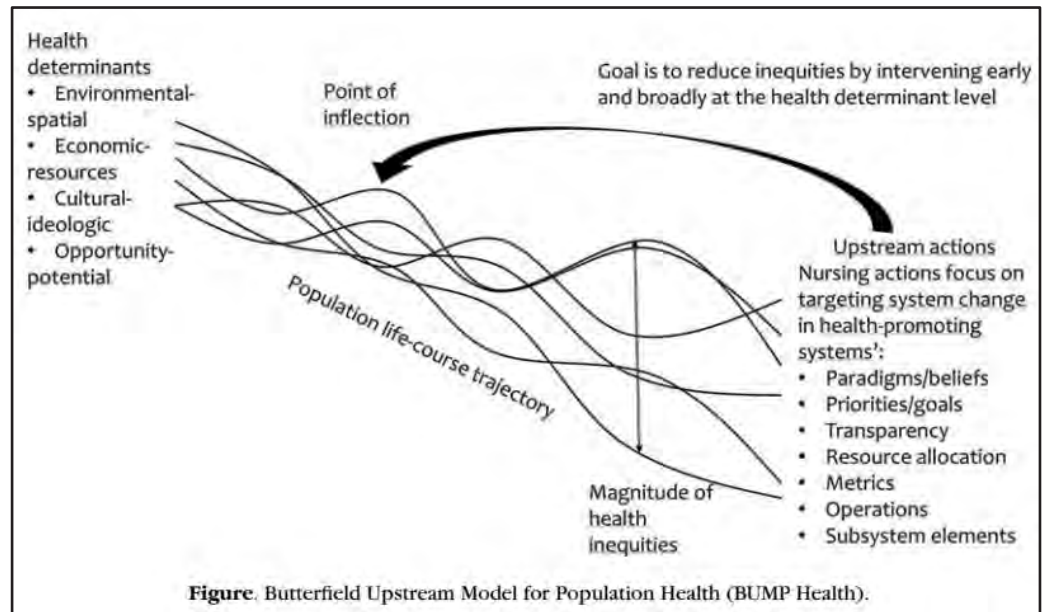 Health
determinants
• Environmental-
spatial
• Economic-
resources
• Cultural-
ideologic
• Opportunity-
potential
Point of
inflection
Goal is to reduce inequities by intervening early
and broadly at the health determinant level
Population life-course trajectory
Magnitude of
health
inequities
Upstream actions
Nursing actions focus on
targeting system change
in health-promoting
systems':
• Paradigms/beliefs
• Priorities/goals
• Transparency
• Resource allocation
• Metrics
• Operations
• Subsystem elements
Figure. Butterfield Upstream Model for Population Health (BUMP Health).